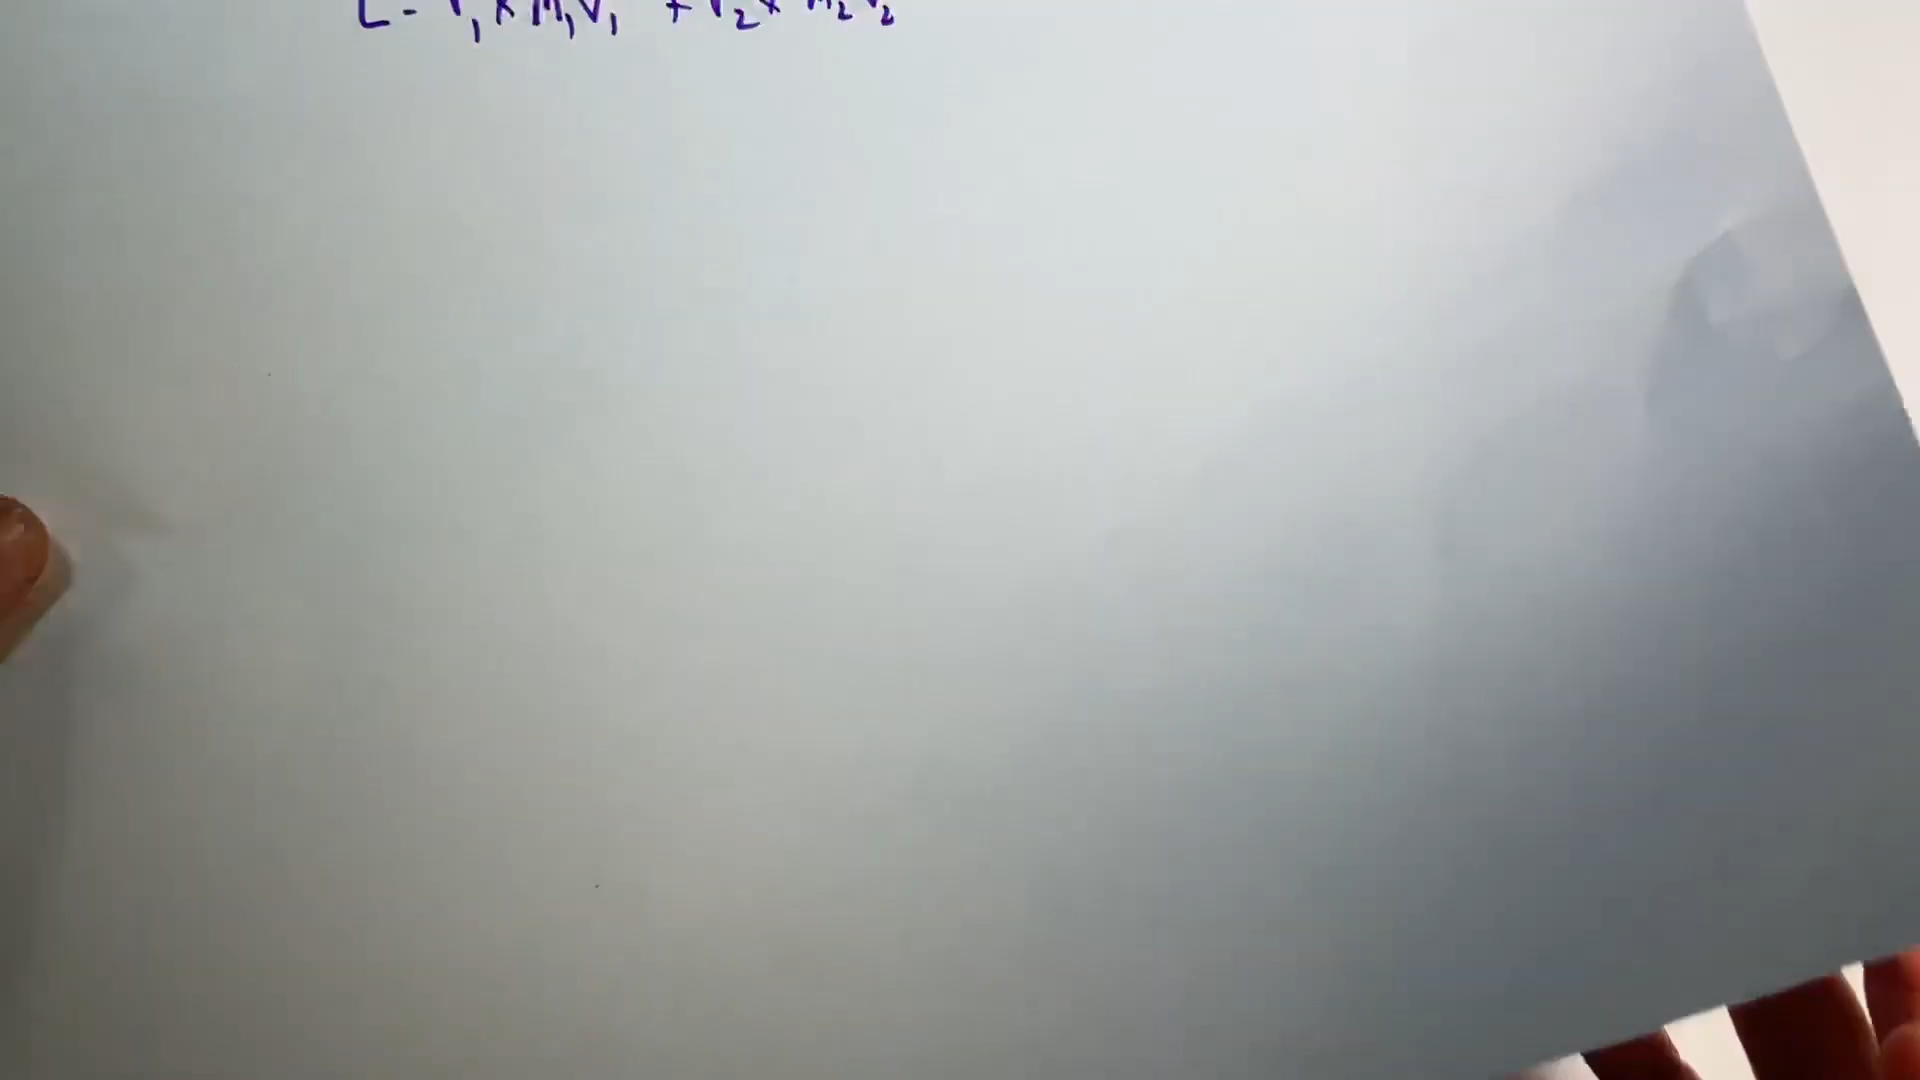 L = r₁ × m₁v₁ + r₂ × m₂v₂